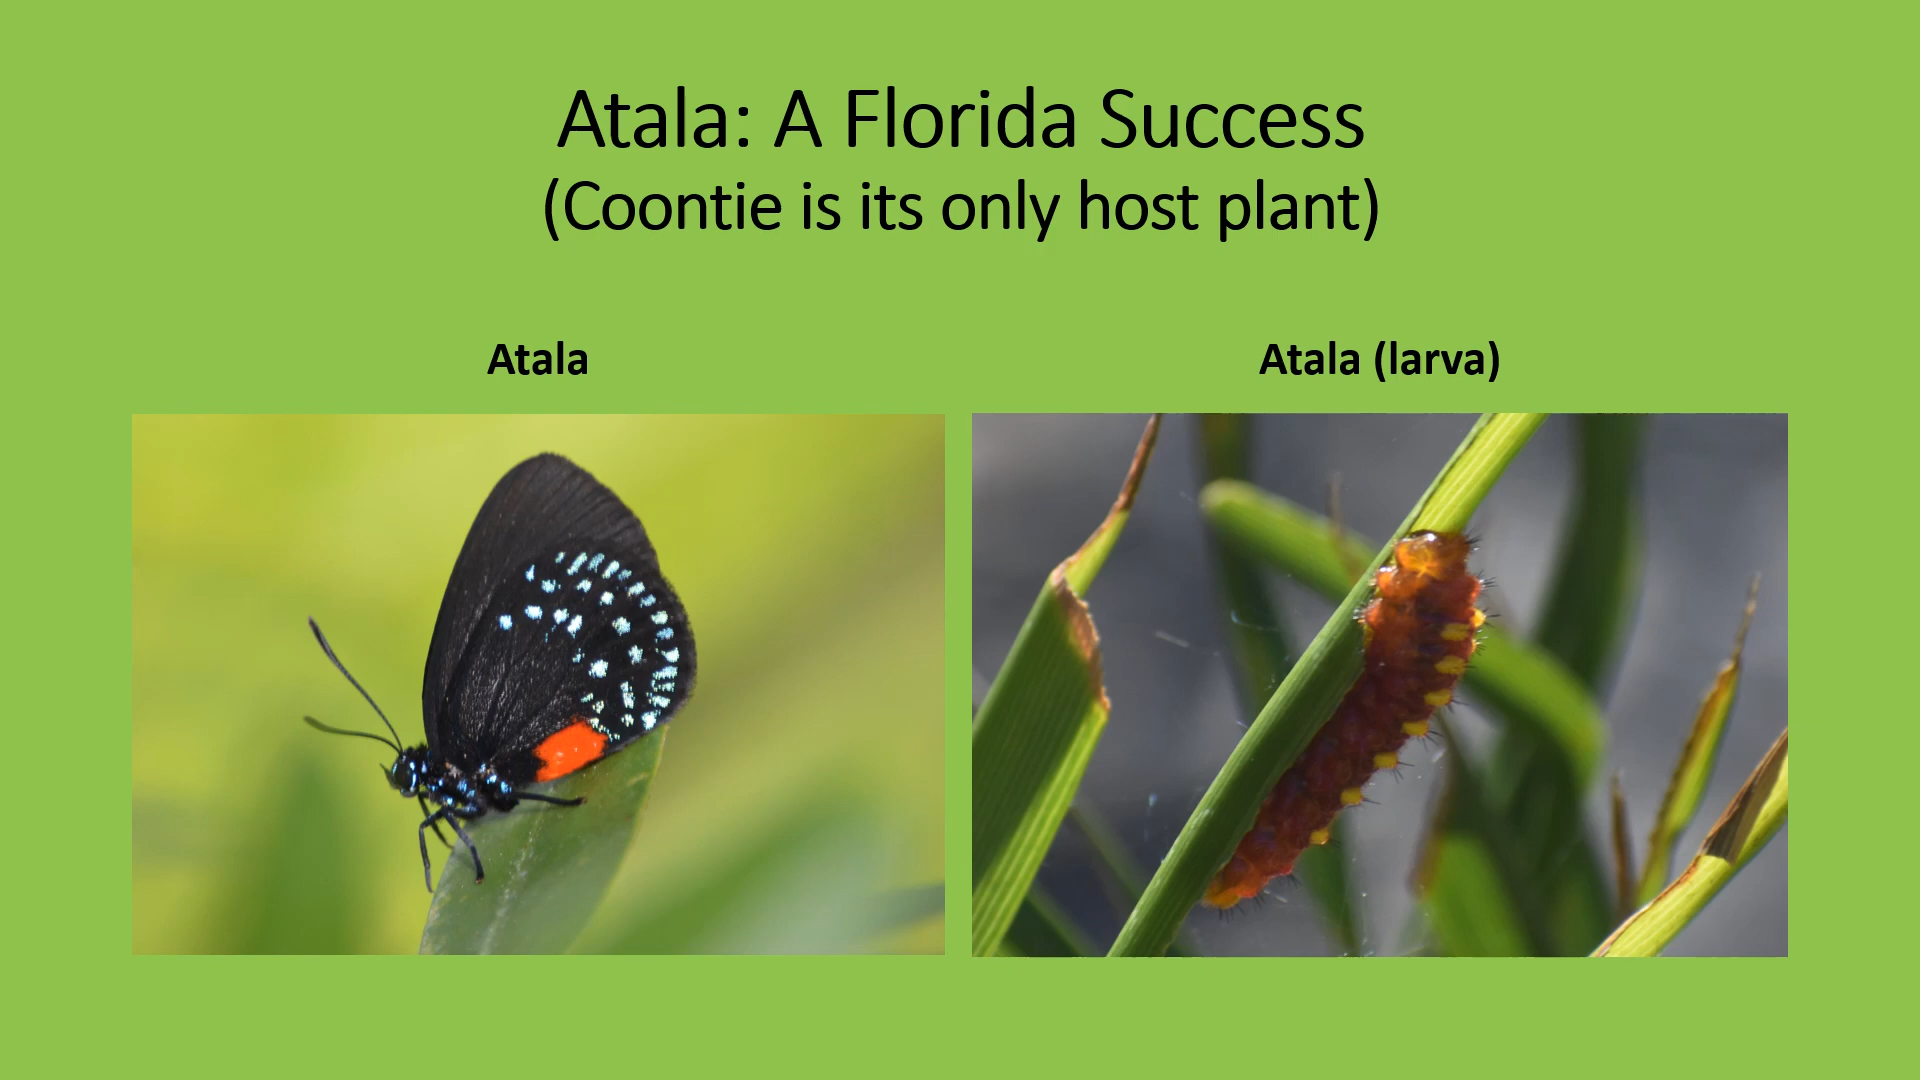 Atala: A Florida Success
(Coontie is its only host plant)
Atala
Atala (larva)